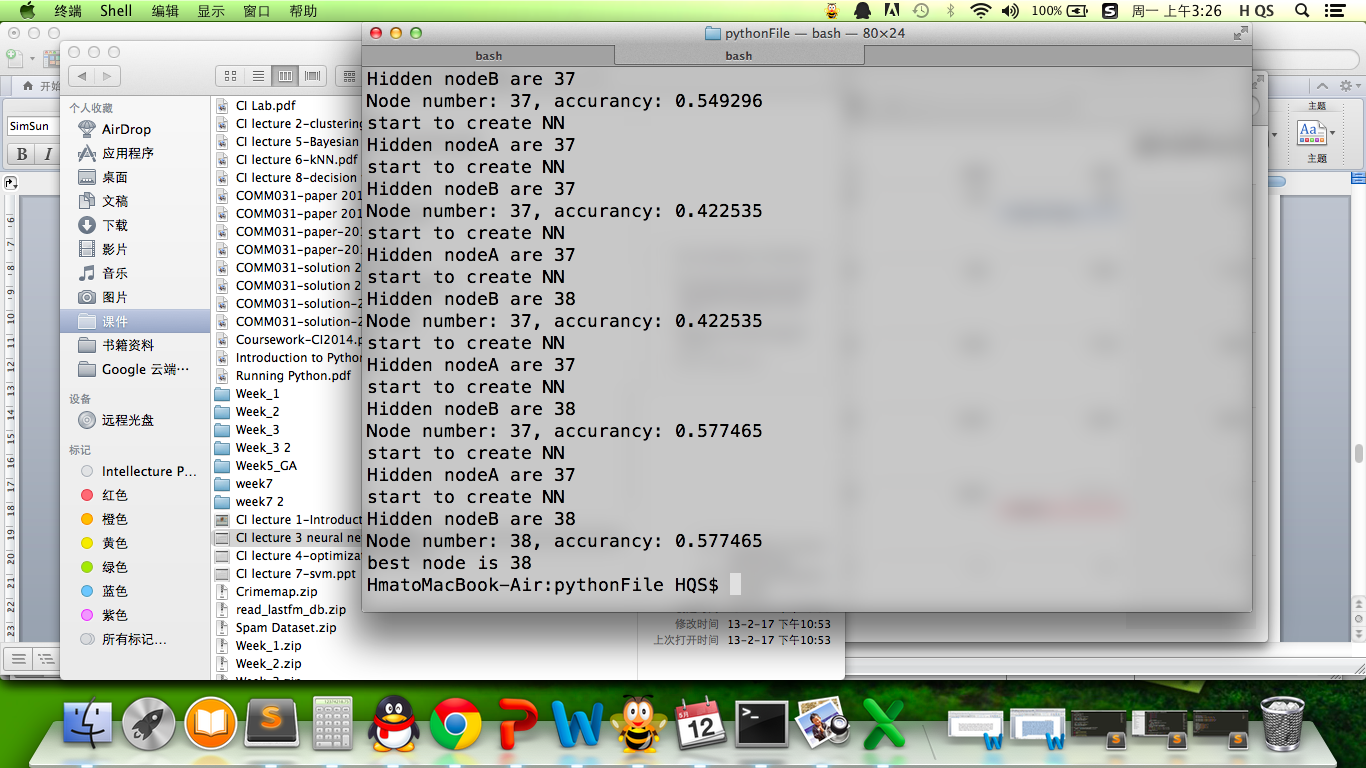 终端 Shell 编辑 显示 窗口 帮助
100% 周一 上午3:26 H QS
pythonFile — bash — 80×24
bash bash
Hidden nodeB are 37
Node number: 37, accurancy: 0.549296
start to create NN
Hidden nodeA are 37
start to create NN
Hidden nodeB are 37
Node number: 37, accurancy: 0.422535
start to create NN
Hidden nodeA are 37
start to create NN
Hidden nodeB are 38
Node number: 37, accurancy: 0.422535
start to create NN
Hidden nodeA are 37
start to create NN
Hidden nodeB are 38
Node number: 37, accurancy: 0.577465
start to create NN
Hidden nodeA are 37
start to create NN
Hidden nodeB are 38
Node number: 38, accurancy: 0.577465
best node is 38
HmatoMacBook-Air:pythonFile HQS$
开始
SimSun
B I
个人收藏
AirDrop
应用程序
桌面
文稿
下载
影片
音乐
图片
课件
书籍资料
Google 云端…
设备
远程光盘
标记
Intellecture P...
红色
橙色
黄色
绿色
蓝色
紫色
所有标记...
CI Lab.pdf
CI lecture 2-clustering
CI lecture 5-Bayesian
CI lecture 6-kNN.pdf
CI lecture 8-decision
COMM031-paper 201
COMM031-paper 201
COMM031-paper-201
COMM031-paper-201
COMM031-solution 2
COMM031-solution 2
COMM031-solution-2
COMM031-solution-2
Coursework-CI2014.p
Introduction to Python
Running Python.pdf
Week_1
Week_2
Week_3
Week_3 2
Week5_GA
week7
week7 2
CI lecture 1-Introduct
CI lecture 3 neural ne
CI lecture 4-optimiza
CI lecture 7-svm.ppt
Crimemap.zip
read_lastfm_db.zip
Spam Dataset.zip
Week_1.zip
Week_2.zip
修改时间 13-2-17 下午10:53
上次打开时间 13-2-17 下午10:53
主题
Aa
主题
5月
12